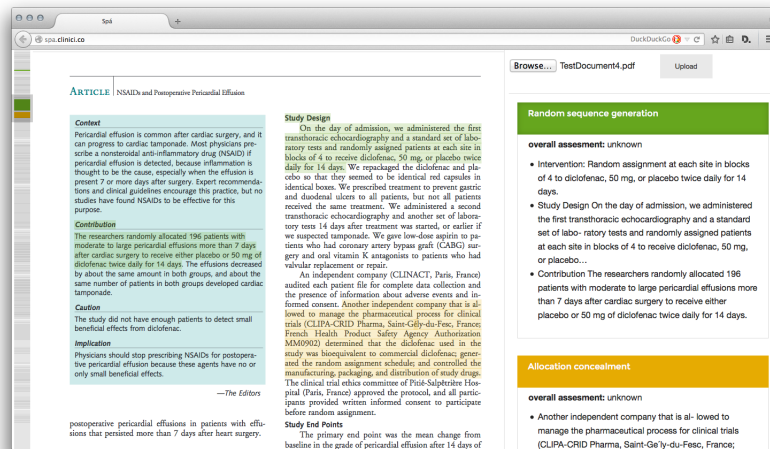 Spá
+
spa.clinici.co
DuckDuckGo
ARTICLE | NSAIDs and Postoperative Pericardial Effusion
Context
Pericardial effusion is common after cardiac surgery, and it
can progress to cardiac tamponade. Most physicians pre-
scribe a nonsteroidal anti-inflammatory drug (NSAID) if
pericardial effusion is detected, because inflammation is
thought to be the cause, especially when the effusion is
present 7 or more days after surgery. Expert recommenda-
tions and clinical guidelines encourage this practice, but no
studies have found NSAIDs to be effective for this
purpose.
Contribution
The researchers randomly allocated 196 patients with
moderate to large pericardial effusions more than 7 days
after cardiac surgery to receive either placebo or 50 mg of
diclofenac twice daily for 14 days. The effusions decreased
by about the same amount in both groups, and about the
same number of patients in both groups developed cardiac
tamponade.
Caution
The study did not have enough patients to detect small
beneficial effects from diclofenac.
Implication
Physicians should stop prescribing NSAIDs for postopera-
tive pericardial effusion because these agents have no or
only small beneficial effects.
—The Editors
postoperative pericardial effusions in patients with effu-
sions that persisted more than 7 days after heart surgery.
Study Design
On the day of admission, we administered the first
transthoracic echocardiography and a standard set of labo-
ratory tests and randomly assigned patients at each site in
blocks of 4 to receive diclofenac, 50 mg, or placebo twice
daily for 14 days. We repackaged the diclofenac and pla-
cebo so that they seemed to be identical red capsules in
identical boxes. We prescribed treatment to prevent gastric
and duodenal ulcers to all patients, but not all patients
received the same treatment. We administered a second
transthoracic echocardiography and another set of labora-
tory tests 14 days after treatment was started, or earlier if
we suspected tamponade. We gave low-dose aspirin to pa-
tients who had coronary artery bypass graft (CABG) sur-
gery and oral vitamin K antagonists to patients who had
valvular replacement or repair.
An independent company (CLINACT, Paris, France)
audited each patient file for complete data collection and
the presence of information about adverse events and in-
formed consent. Another independent company that is al-
lowed to manage the pharmaceutical process for clinical
trials (CLIPA-CRID Pharma, Saint-Gély-du-Fesc, France;
French Health Product Safety Agency Authorization
MM0902) determined that the diclofenac used in the
study was bioequivalent to commercial diclofenac; gener-
ated the random assignment schedule; and controlled the
manufacturing, packaging, and distribution of study drugs.
The clinical trial ethics committee of Pitié-Salpêtrière Hos-
pital (Paris, France) approved the protocol, and all partic-
ipants provided written informed consent to participate
before random assignment.
Study End Points
The primary end point was the mean change from
baseline in the grade of pericardial effusion after 14 days of
Browse... TestDocument4.pdf Upload
Random sequence generation
overall assesment: unknown
• Intervention: Random assignment at each site in blocks
of 4 to diclofenac, 50 mg, or placebo twice daily for 14
days.
• Study Design On the day of admission, we administered
the first transthoracic echocardiography and a standard
set of labo- ratory tests and randomly assigned patients
at each site in blocks of 4 to receive diclofenac, 50 mg,
or placebo…
• Contribution The researchers randomly allocated 196
patients with moderate to large pericardial effusions more
than 7 days after cardiac surgery to receive either
placebo or 50 mg of diclofenac twice daily for 14 days.
Allocation concealment
overall assesment: unknown
• Another independent company that is al- lowed to
manage the pharmaceutical process for clinical trials
(CLIPA-CRID Pharma, Saint-Ge´ly-du-Fesc, France;